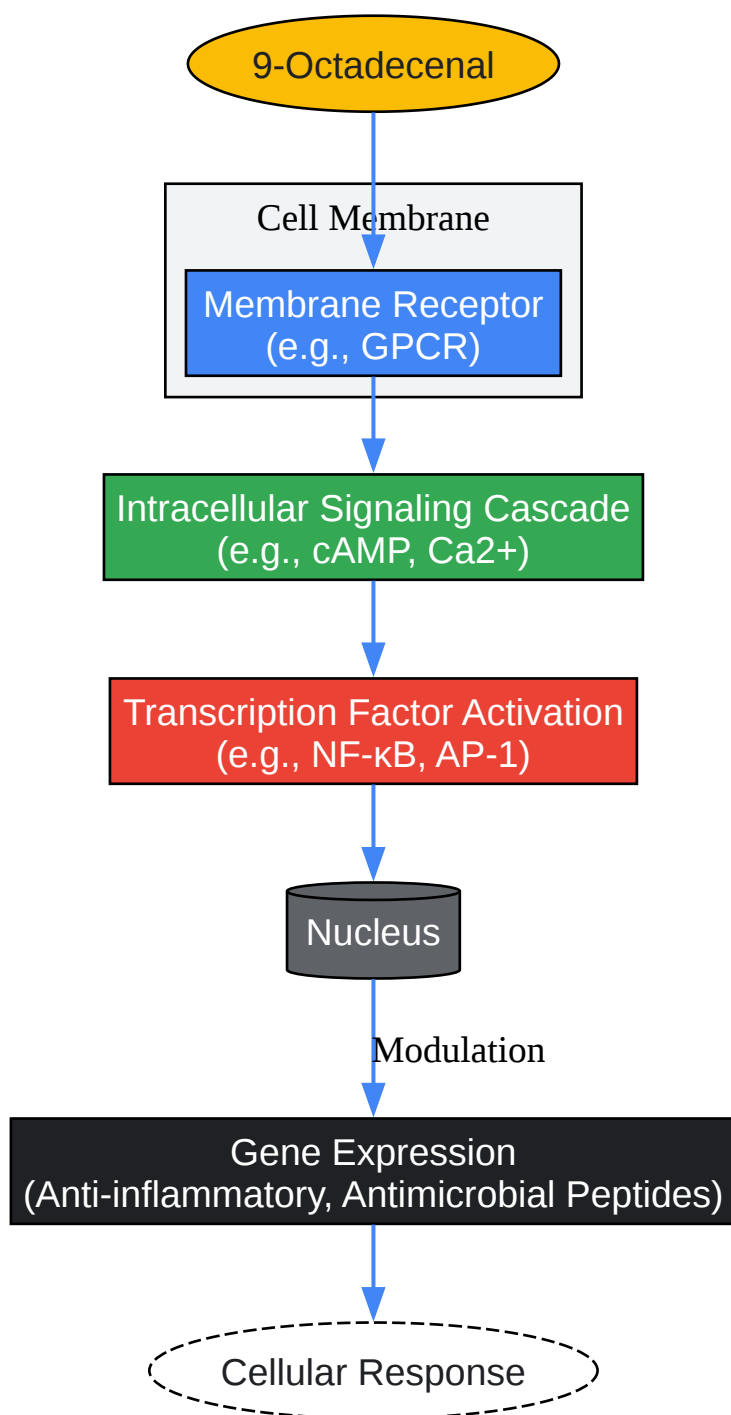 9-Octadecenal
Cell Membrane
Membrane Receptor
(e.g., GPCR)
Intracellular Signaling Cascade
(e.g., cAMP, Ca2+)
Transcription Factor Activation
(e.g., NF-κB, AP-1)
Nucleus
Modulation
Gene Expression
(Anti-inflammatory, Antimicrobial Peptides)
Cellular Response